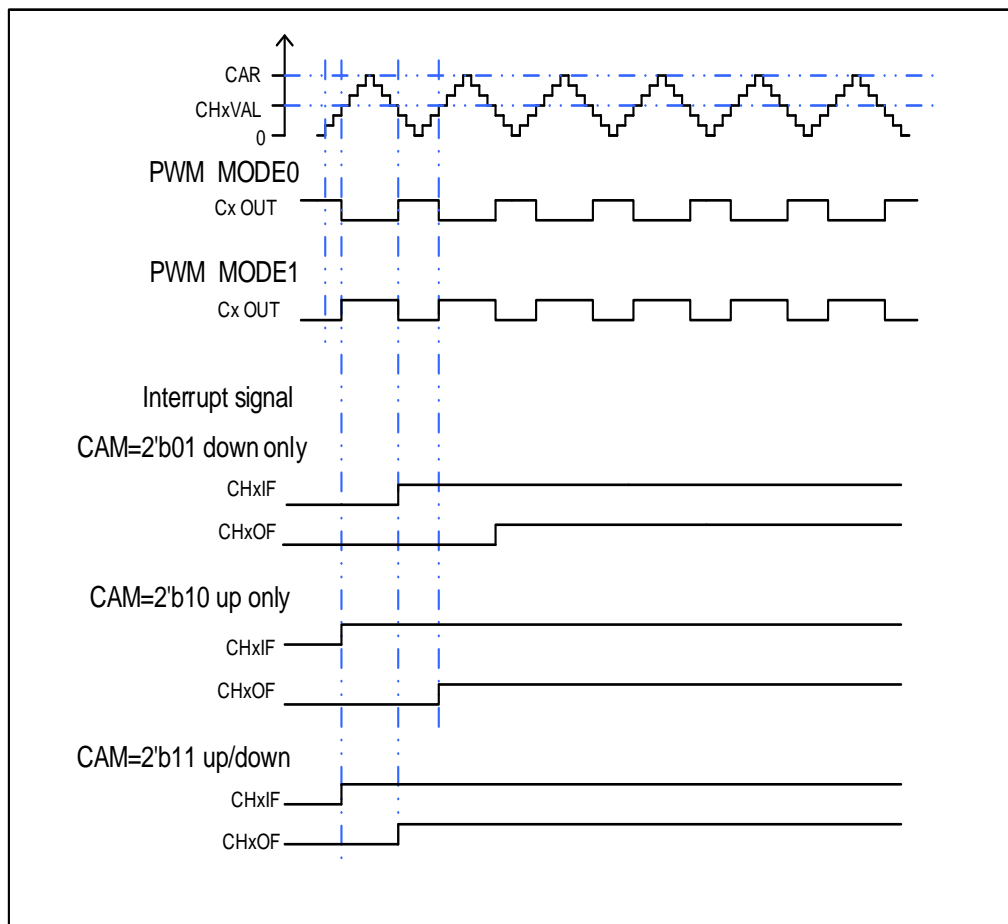 CAR
CHxVAL
0
PWM MODE0
Cx OUT
PWM MODE1
Cx OUT
Interrupt signal
CAM=2'b01 down only
CHxIF
CHxOF
CAM=2'b10 up only
CHxIF
CHxOF
CAM=2'b11 up/down
CHxIF
CHxOF